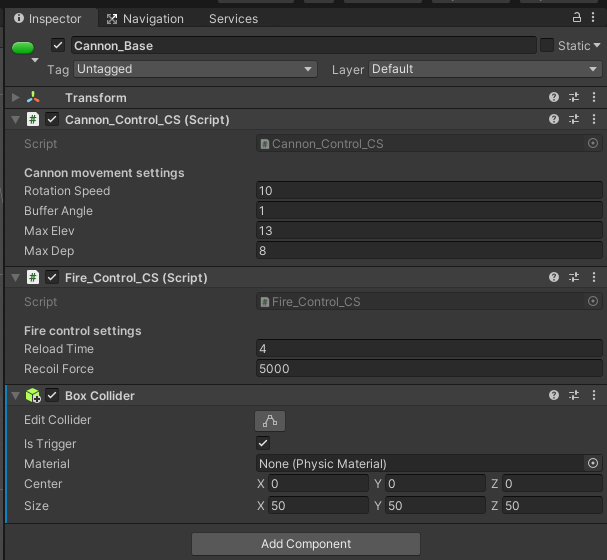 Inspector Navigation Services
Cannon_Base Static
Tag Untagged Layer Default
Transform
# Cannon_Control_CS (Script)
Script # Cannon_Control_CS
Cannon movement settings
Rotation Speed 10
Buffer Angle 1
Max Elev 13
Max Dep 8
# Fire_Control_CS (Script)
Script # Fire_Control_CS
Fire control settings
Reload Time 4
Recoil Force 5000
Box Collider
Edit Collider
Is Trigger
Material None (Physic Material)
Center X 0 Y 0 Z 0
Size X 50 Y 50 Z 50
Add Component